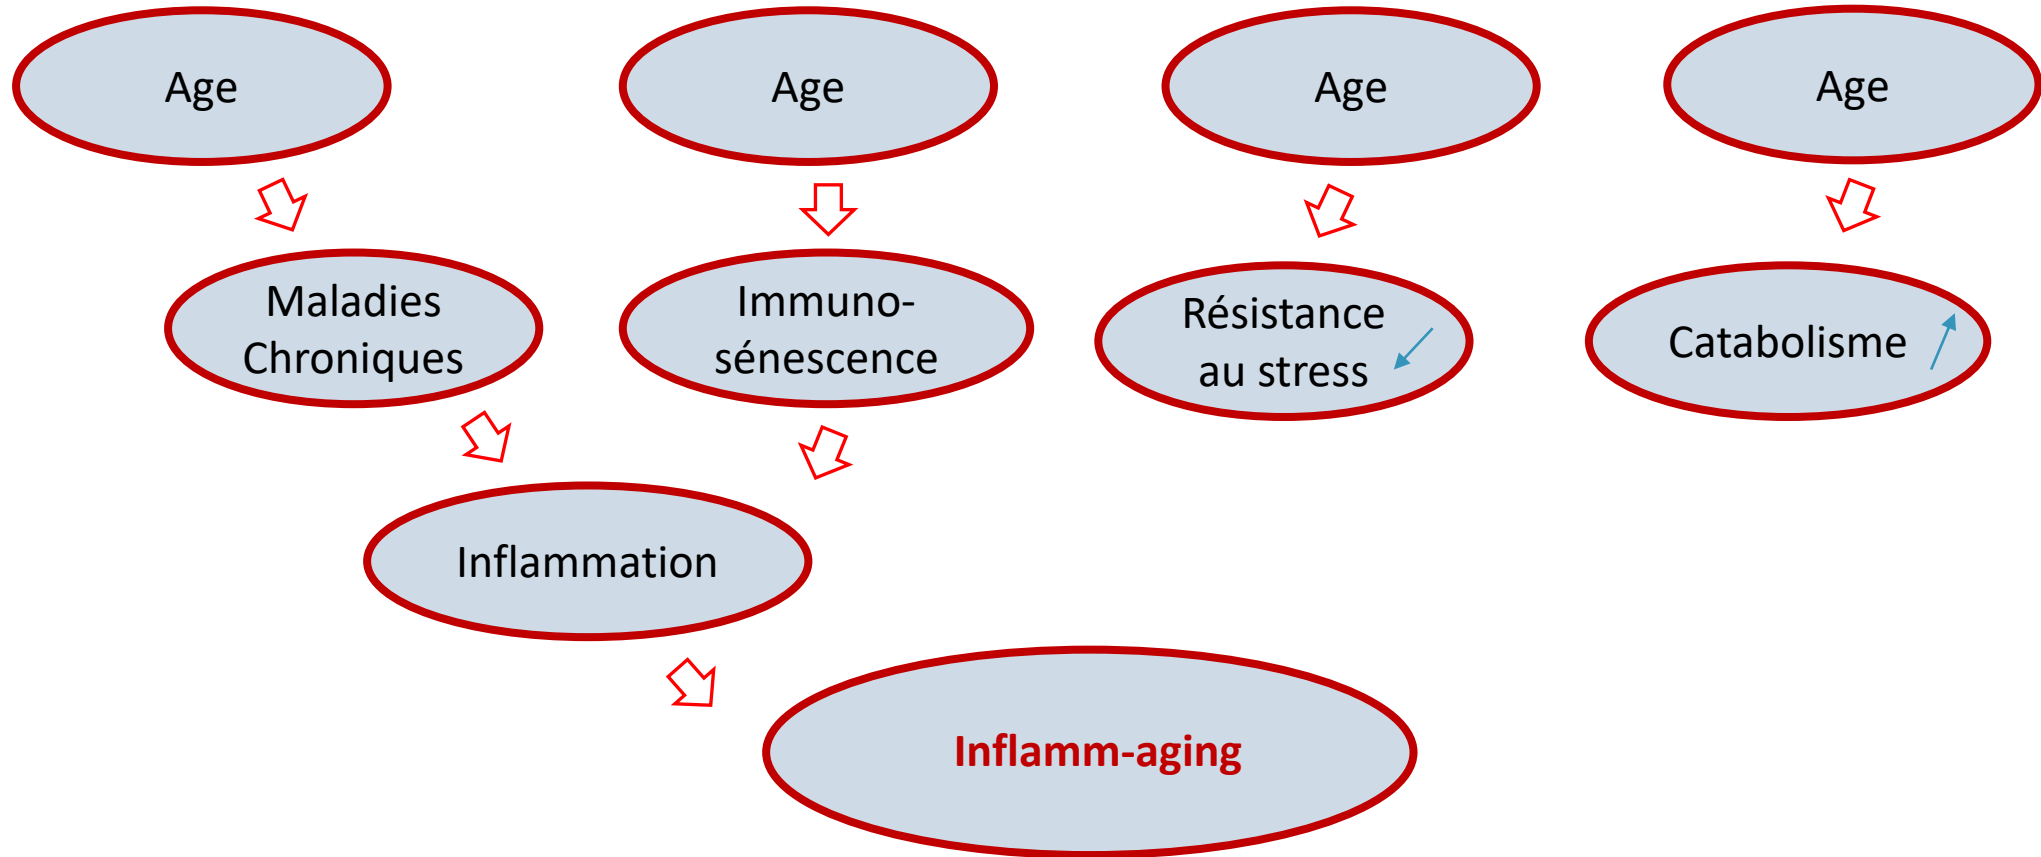 Age
Age
Age
Age
Maladies
Chroniques
Immuno-
sénescence
Résistance
au stress
Catabolisme
Inflammation
Inflamm-aging